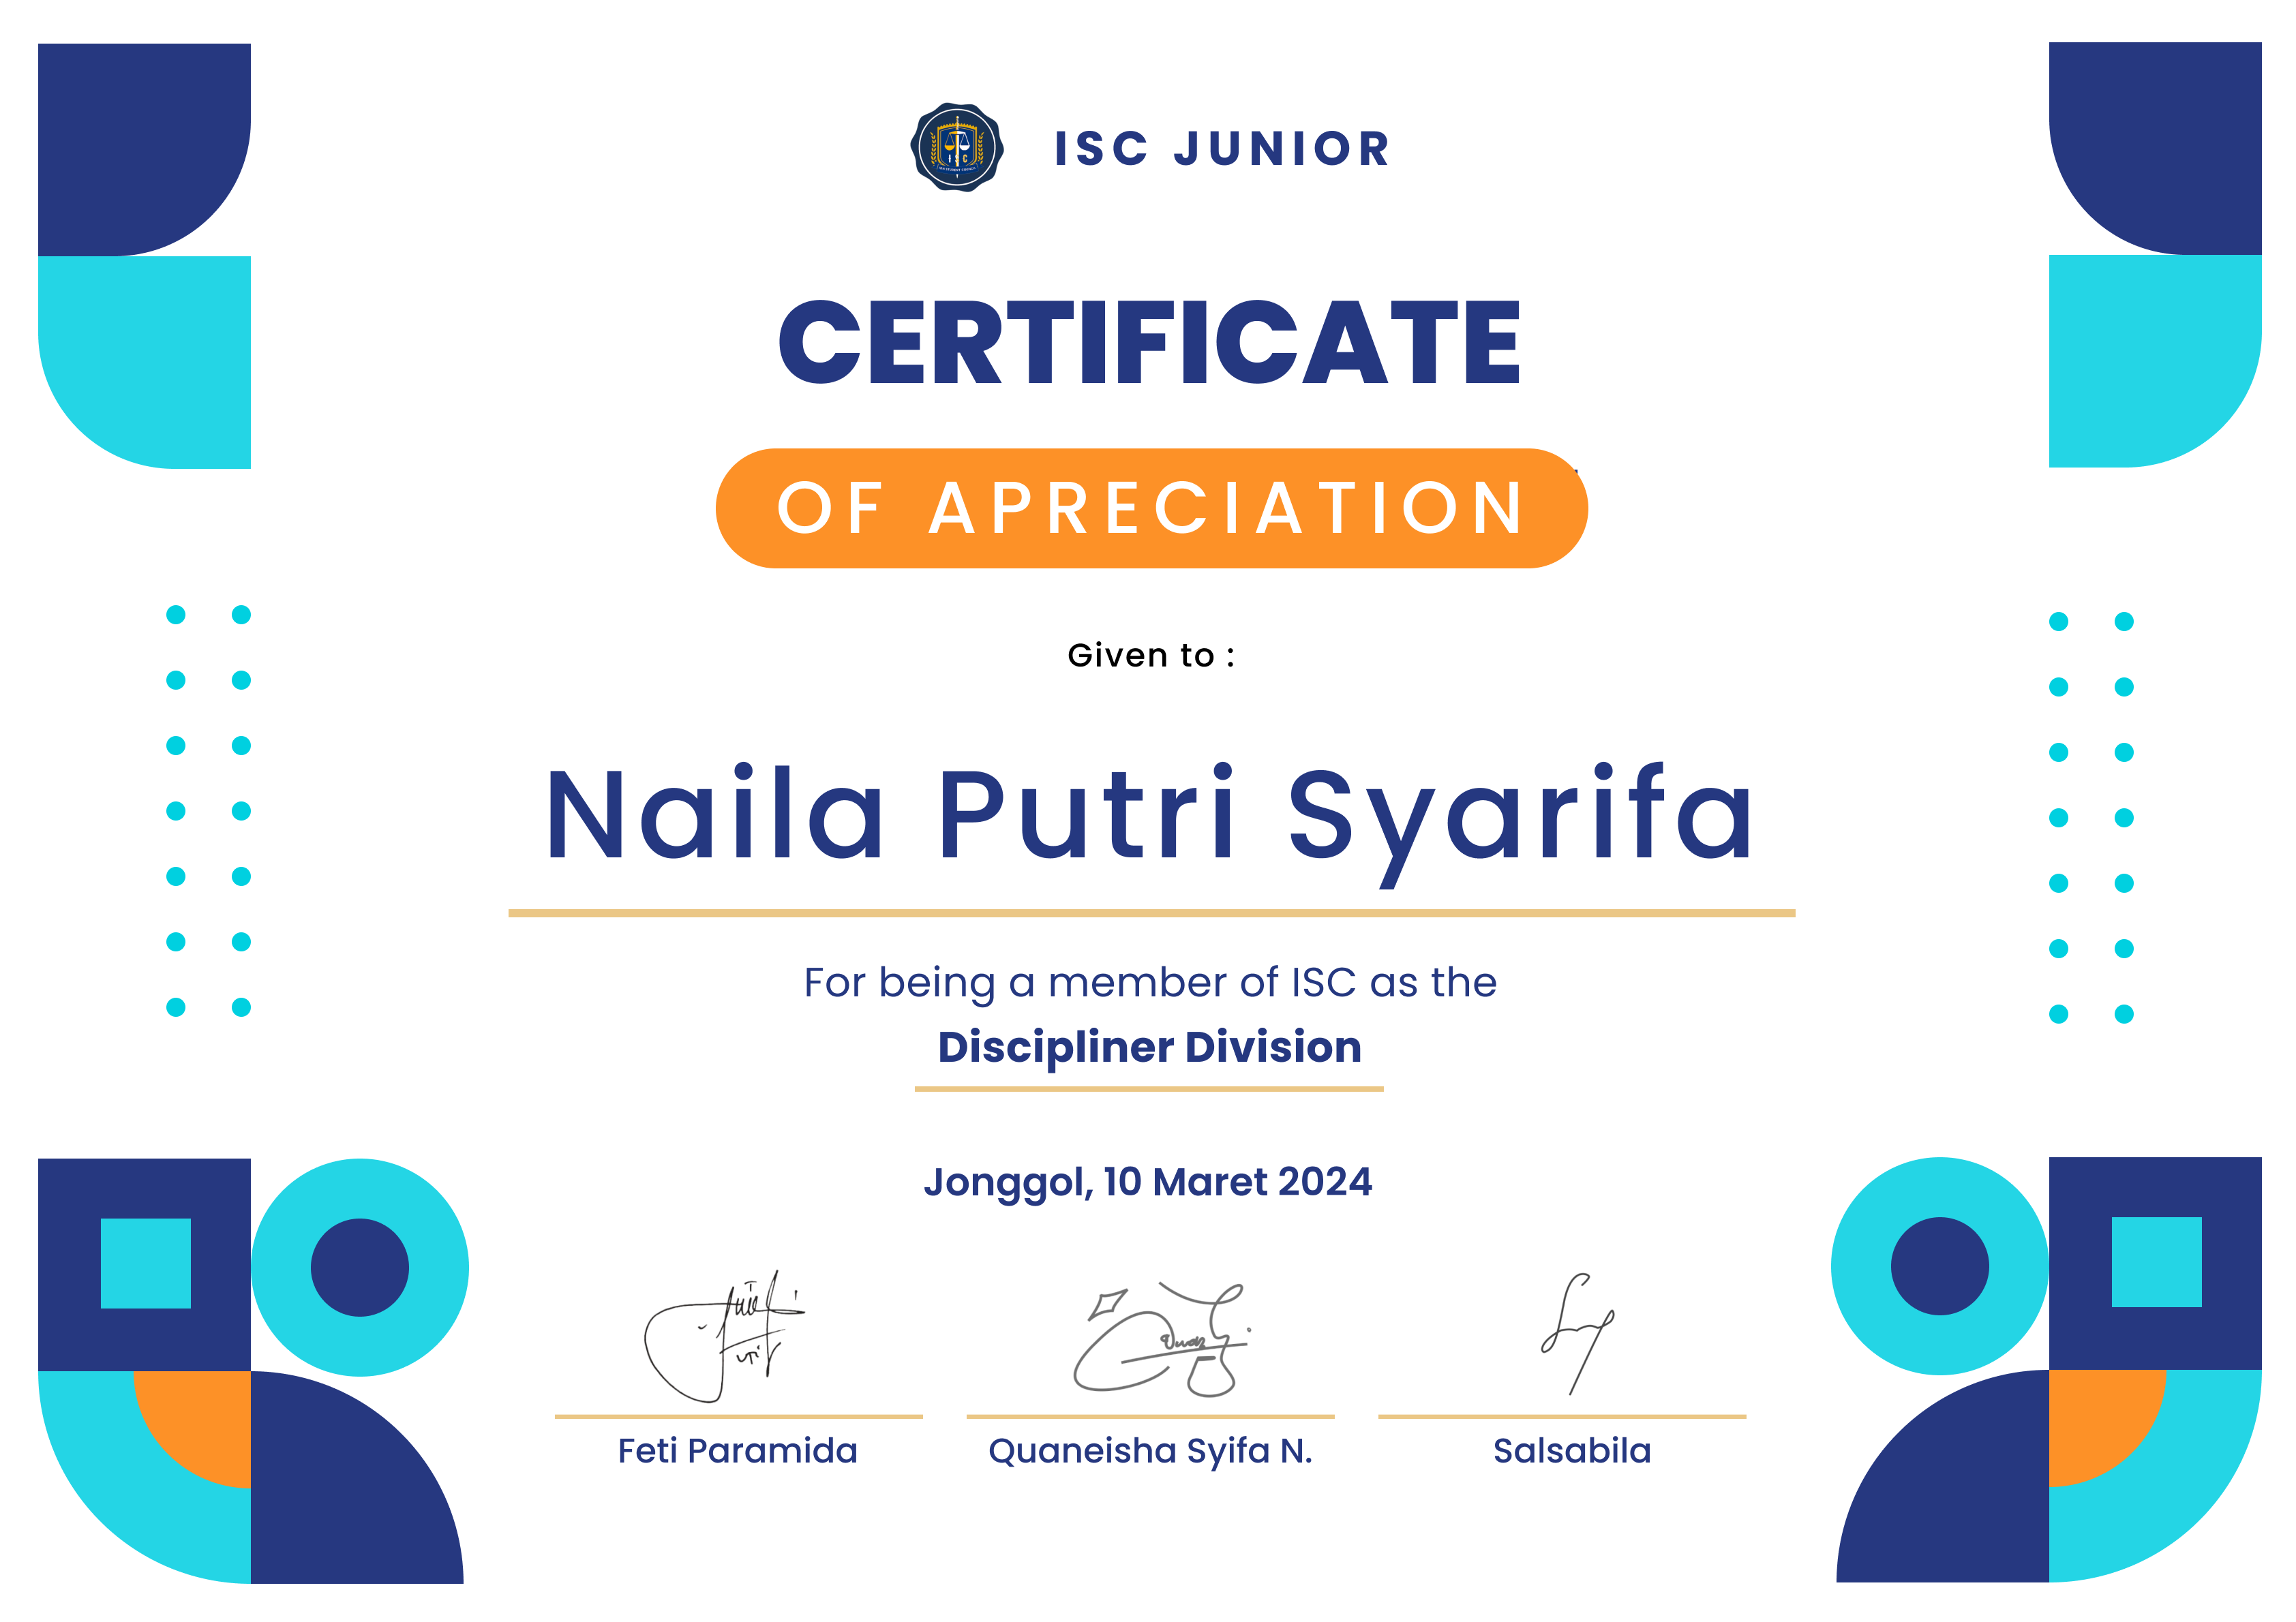 ISC JUNIOR
ISC
CERTIFICATE
OF APRECIATION
Given to :
Naila Putri Syarifa
For being a member of ISC as the
Discipliner Division
Jonggol, 10 Maret 2024
Feti Paramida
Quaneisha Syifa N.
Salsabila